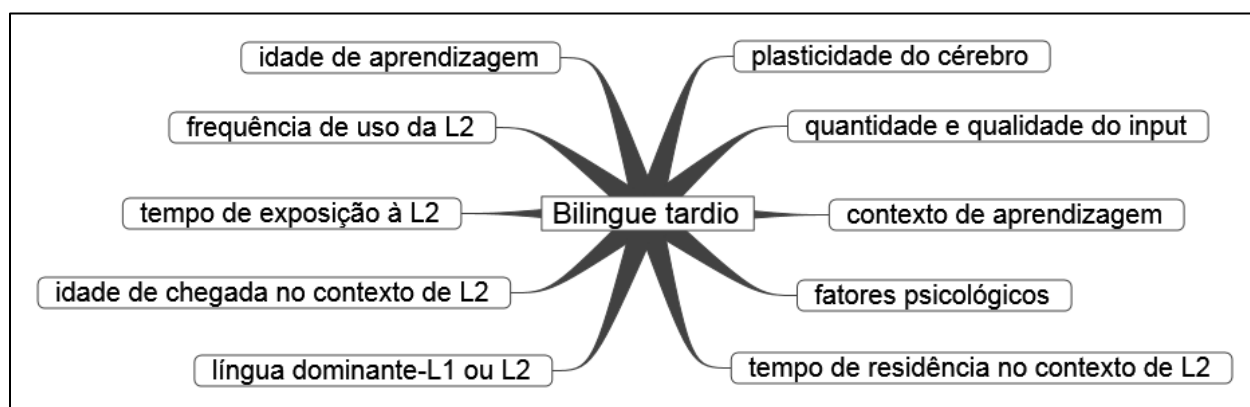 idade de aprendizagem
plasticidade do cérebro
frequência de uso da L2
quantidade e qualidade do input
tempo de exposição à L2
Bilingue tardio
contexto de aprendizagem
idade de chegada no contexto de L2
fatores psicológicos
língua dominante-L1 ou L2
tempo de residência no contexto de L2